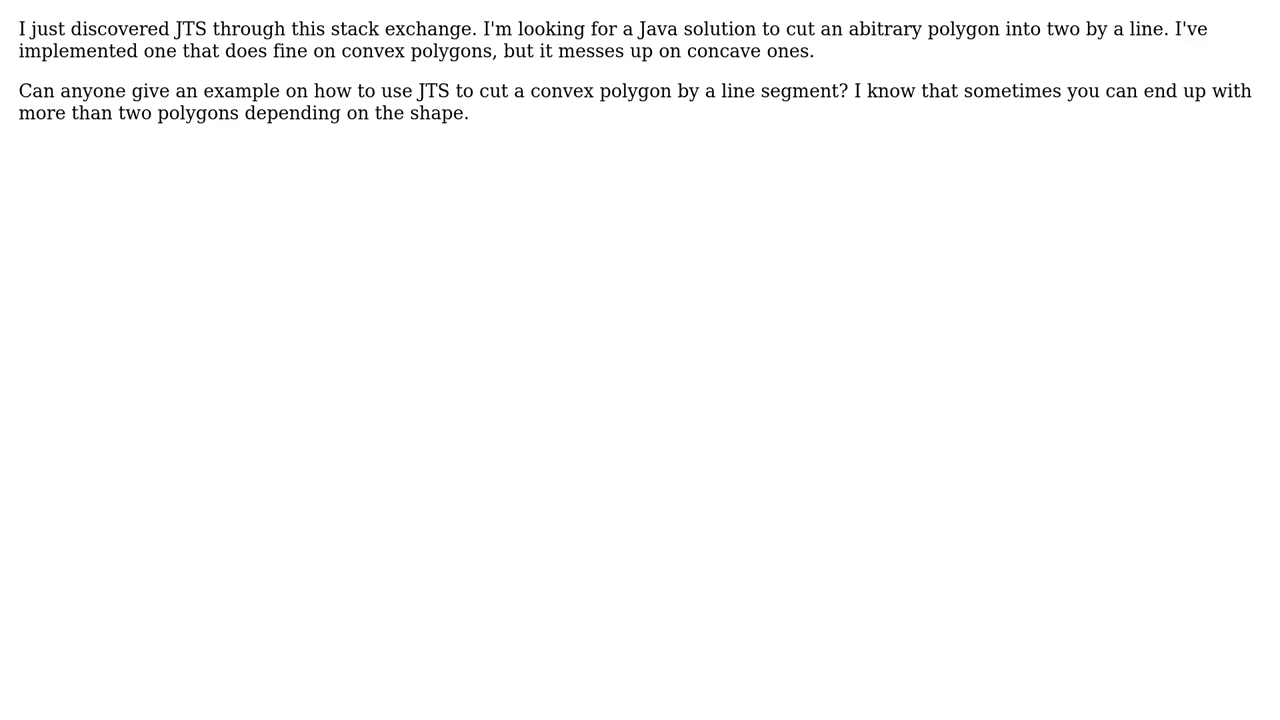 I just discovered JTS through this stack exchange. I'm looking for a Java solution to cut an abitrary polygon into two by a line. I've
implemented one that does fine on convex polygons, but it messes up on concave ones.
Can anyone give an example on how to use JTS to cut a convex polygon by a line segment? I know that sometimes you can end up with
more than two polygons depending on the shape.